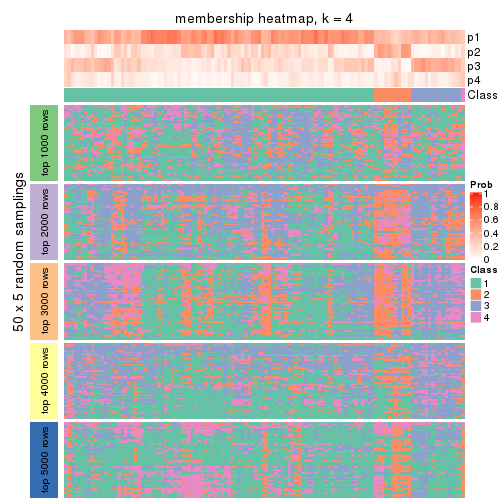 membership heatmap, k = 4
p1
p2
p3
p4
Class
50 x 5 random samplings
top 1000 rows
top 2000 rows
top 3000 rows
top 4000 rows
top 5000 rows
Prob
1
0.8
0.6
0.4
0.2
0
Class
1
2
3
4